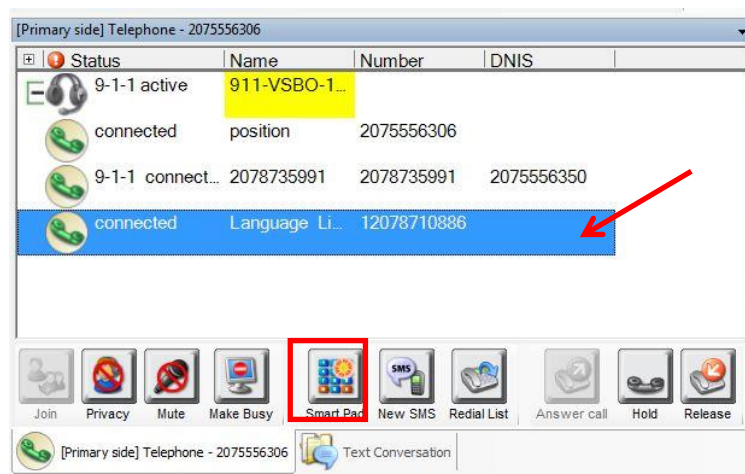 [Primary side] Telephone - 2075556306
Status Name Number DNIS
9-1-1 active 911-VSBO-1...
connected position 2075556306
9-1-1 connect... 2078735991 2078735991 2075556350
connected Language Li... 12078710886
SMS
Join Privacy Mute Make Busy Smart Pad New SMS Redial List Answer call Hold Release
[Primary side] Telephone - 2075556306 Text Conversation